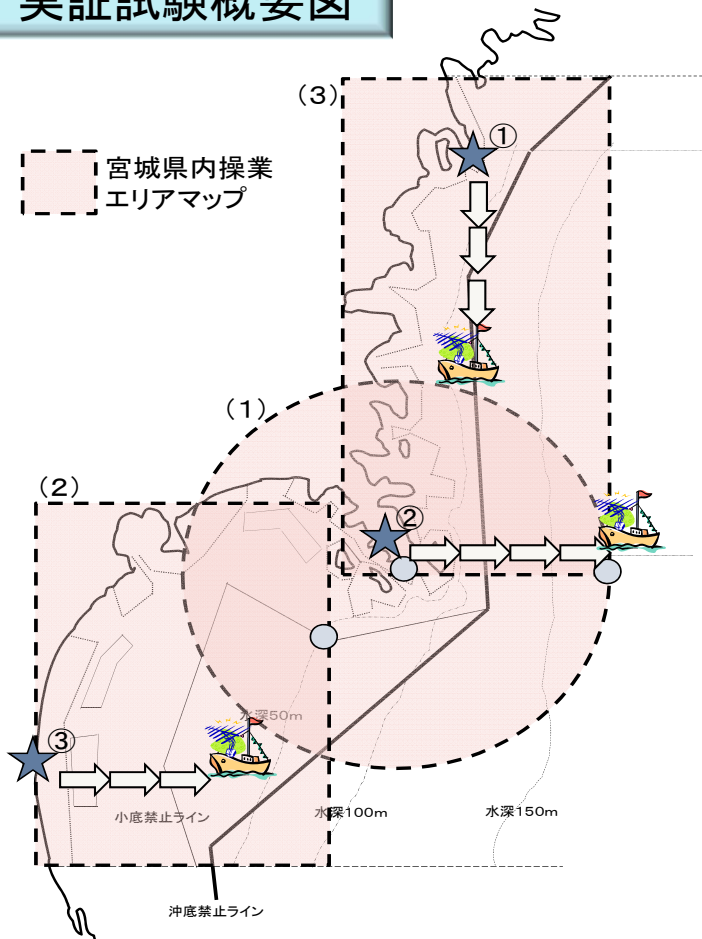 実証試験概要図
(3)
①
宮城県内操業
エリアマップ
(1)
(2)
②
水深50m
③
小底禁止ライン
水深100m
水深150m
沖底禁止ライン